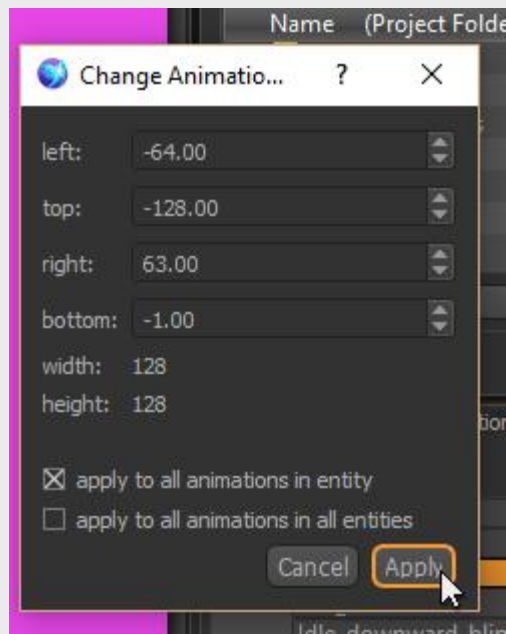 Name (Project Folde
Change Animatio... ?
left: -64.00
top: -128.00
right: 63.00
bottom: -1.00
width: 128
height: 128
apply to all animations in entity
apply to all animations in all entities
Cancel Apply